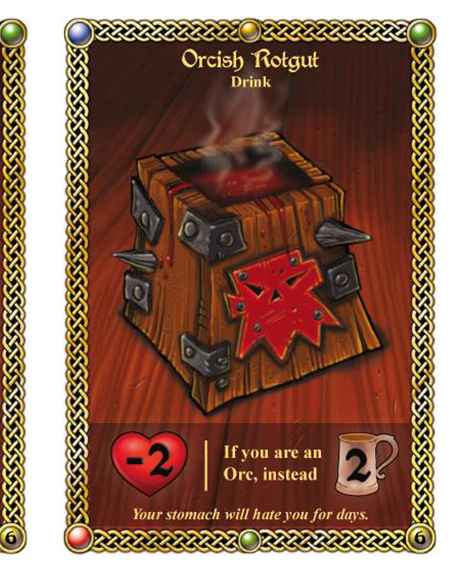 Orcish Rotgut
Drink
-2
If you are an
Orc, instead
2
Your stomach will hate you for days.
6
6